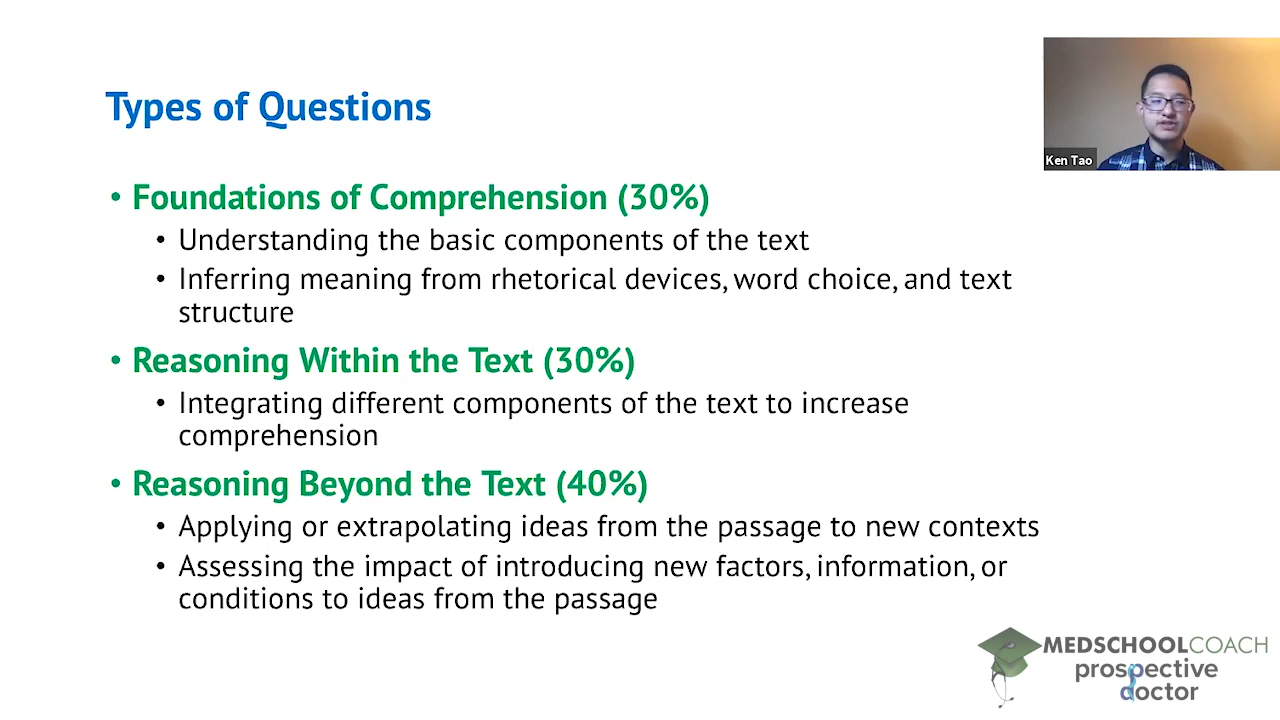 Types of Questions
Ken Tao
• Foundations of Comprehension (30%)
• Understanding the basic components of the text
• Inferring meaning from rhetorical devices, word choice, and text
structure
• Reasoning Within the Text (30%)
• Integrating different components of the text to increase
comprehension
• Reasoning Beyond the Text (40%)
• Applying or extrapolating ideas from the passage to new contexts
• Assessing the impact of introducing new factors, information, or
conditions to ideas from the passage
MEDSCHOOLCOACH
prospective
doctor